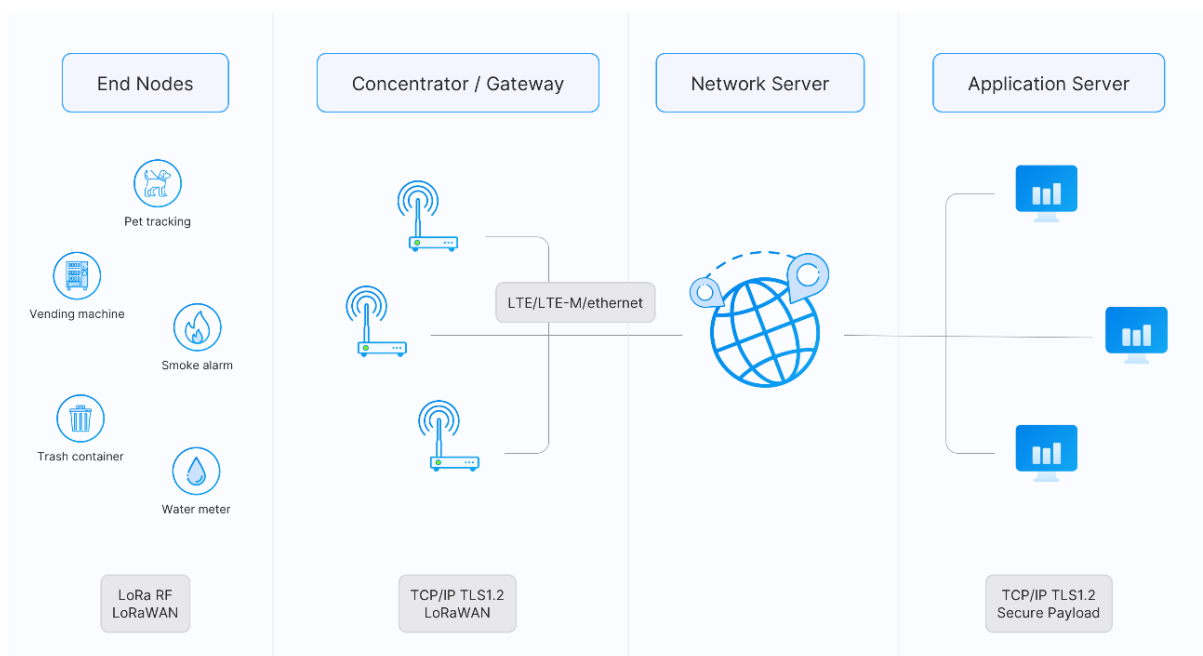 End Nodes
Concentrator / Gateway
Network Server
Application Server
Pet tracking
Vending machine
Smoke alarm
Trash container
Water meter
LTE/LTE-M/ethernet
LoRa RF
LoRaWAN
TCP/IP TLS1.2
LoRaWAN
TCP/IP TLS1.2
Secure Payload